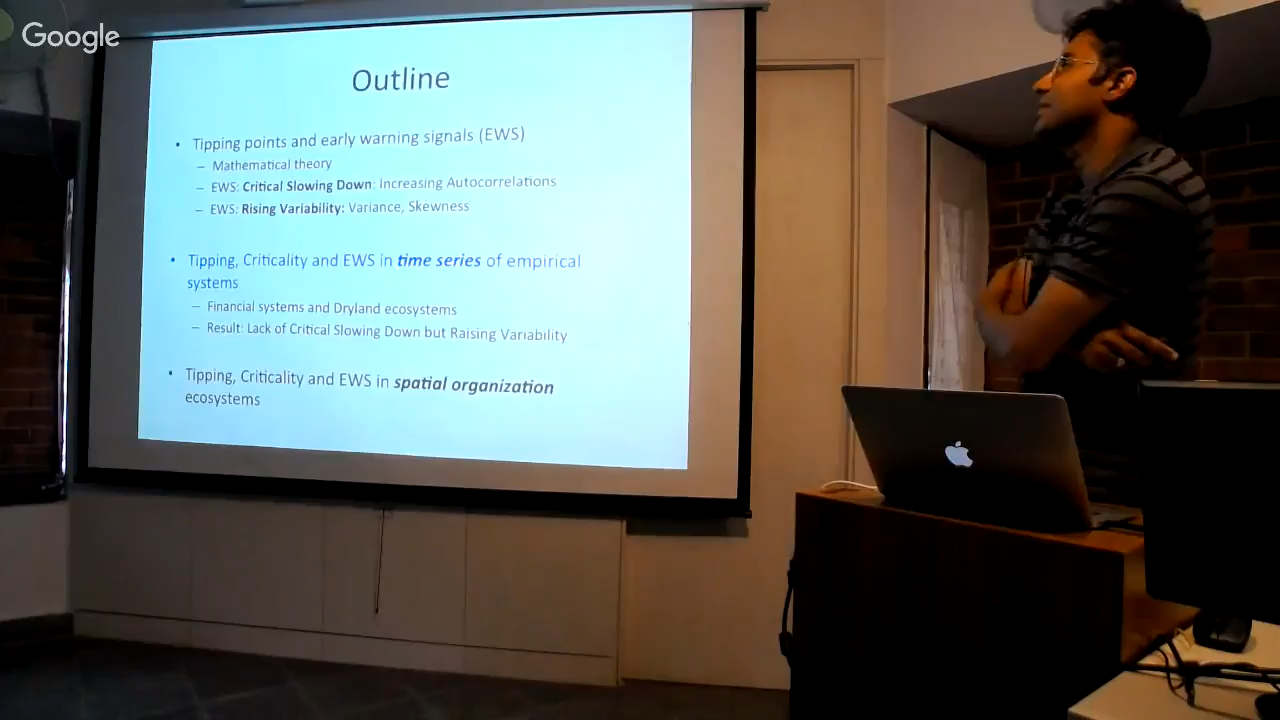 Google
Outline
• Tipping points and early warning signals (EWS)
– Mathematical theory
– EWS: Critical Slowing Down: Increasing Autocorrelations
– EWS: Rising Variability: Variance, Skewness
• Tipping, Criticality and EWS in time series of empirical
systems
– Financial systems and Dryland ecosystems
– Result: Lack of Critical Slowing Down but Raising Variability
• Tipping, Criticality and EWS in spatial organization
ecosystems